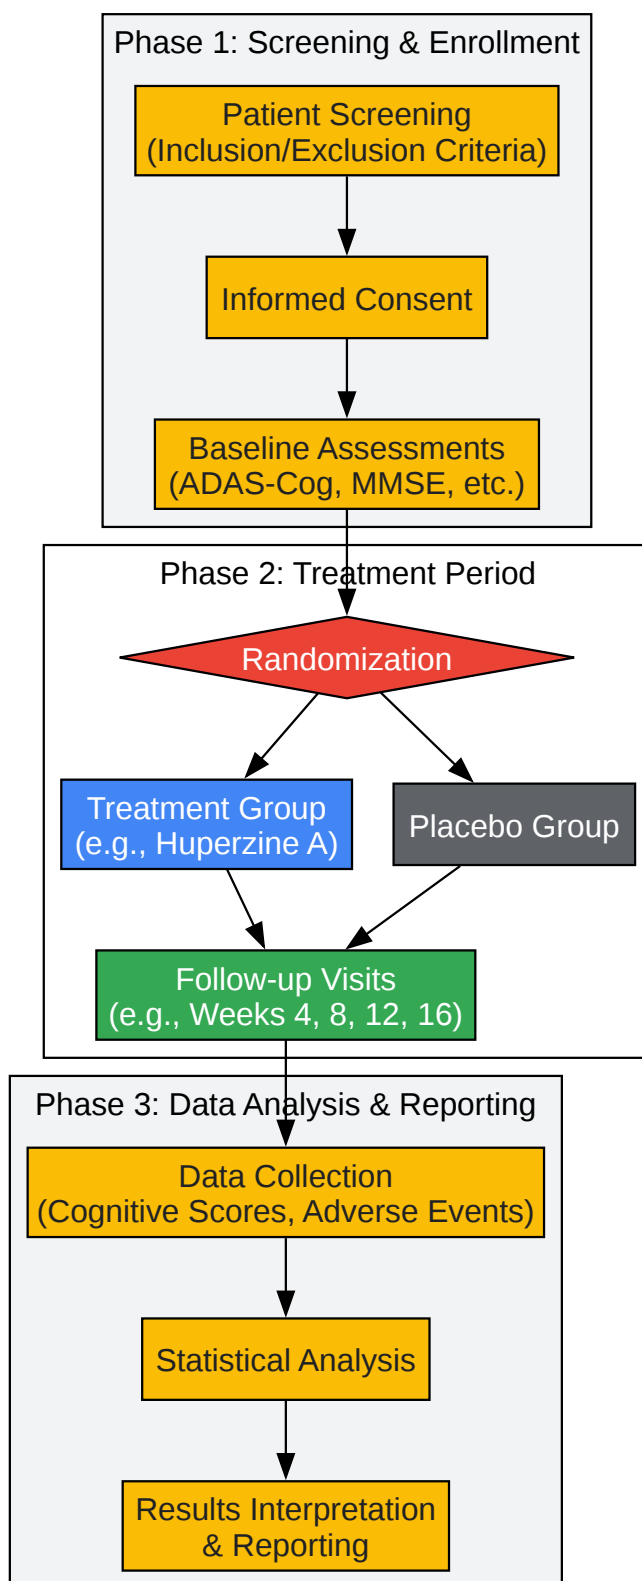 Phase 1: Screening & Enrollment
Patient Screening
(Inclusion/Exclusion Criteria)
Informed Consent
Baseline Assessments
(ADAS-Cog, MMSE, etc.)
Phase 2: Treatment Period
Randomization
Treatment Group
(e.g., Huperzine A)
Placebo Group
Follow-up Visits
(e.g., Weeks 4, 8, 12, 16)
Phase 3: Data Analysis & Reporting
Data Collection
(Cognitive Scores, Adverse Events)
Statistical Analysis
Results Interpretation
& Reporting